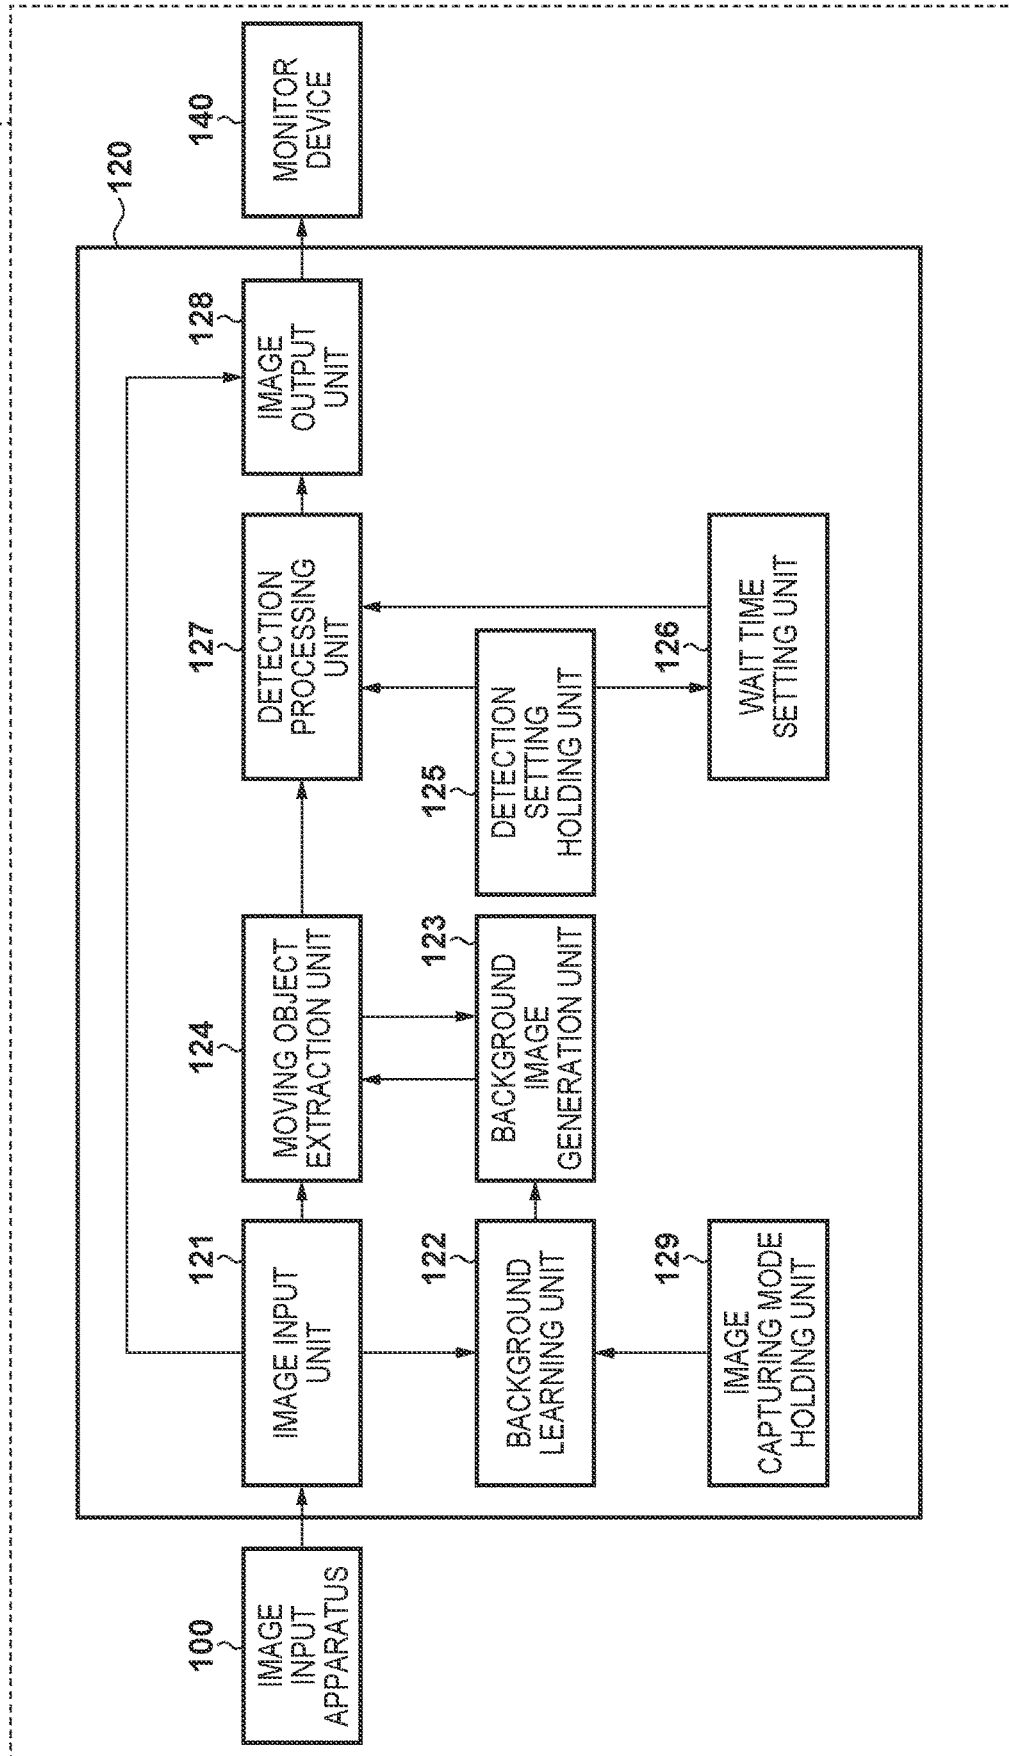 120
100
IMAGE
INPUT
APPARATUS
121
IMAGE INPUT
UNIT
124
MOVING OBJECT
EXTRACTION UNIT
127
DETECTION
PROCESSING
UNIT
128
IMAGE
OUTPUT
UNIT
140
MONITOR
DEVICE
122
BACKGROUND
LEARNING UNIT
123
BACKGROUND
IMAGE
GENERATION UNIT
125
DETECTION
SETTING
HOLDING UNIT
129
IMAGE
CAPTURING MODE
HOLDING UNIT
126
WAIT TIME
SETTING UNIT